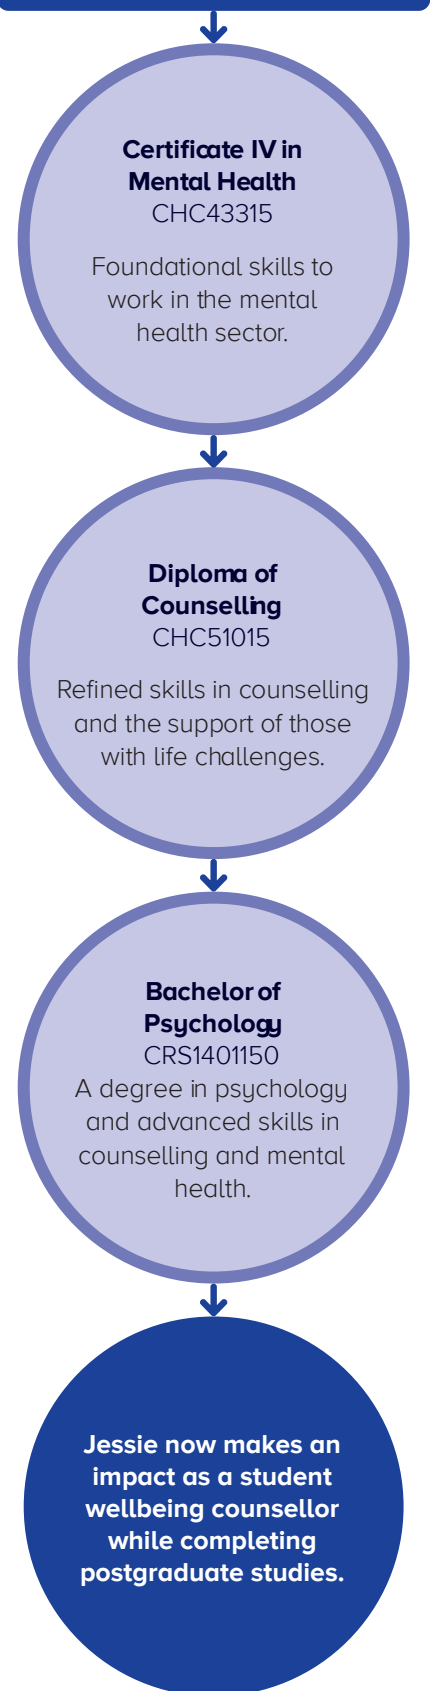 Certificate IV in
Mental Health
CHC43315
Foundational skills to
work in the mental
health sector.
Diploma of
Counselling
CHC51015
Refined skills in counselling
and the support of those
with life challenges.
Bachelor of
Psychology
CRS1401150
A degree in psychology
and advanced skills in
counselling and mental
health.
Jessie now makes an
impact as a student
wellbeing counsellor
while completing
postgraduate studies.